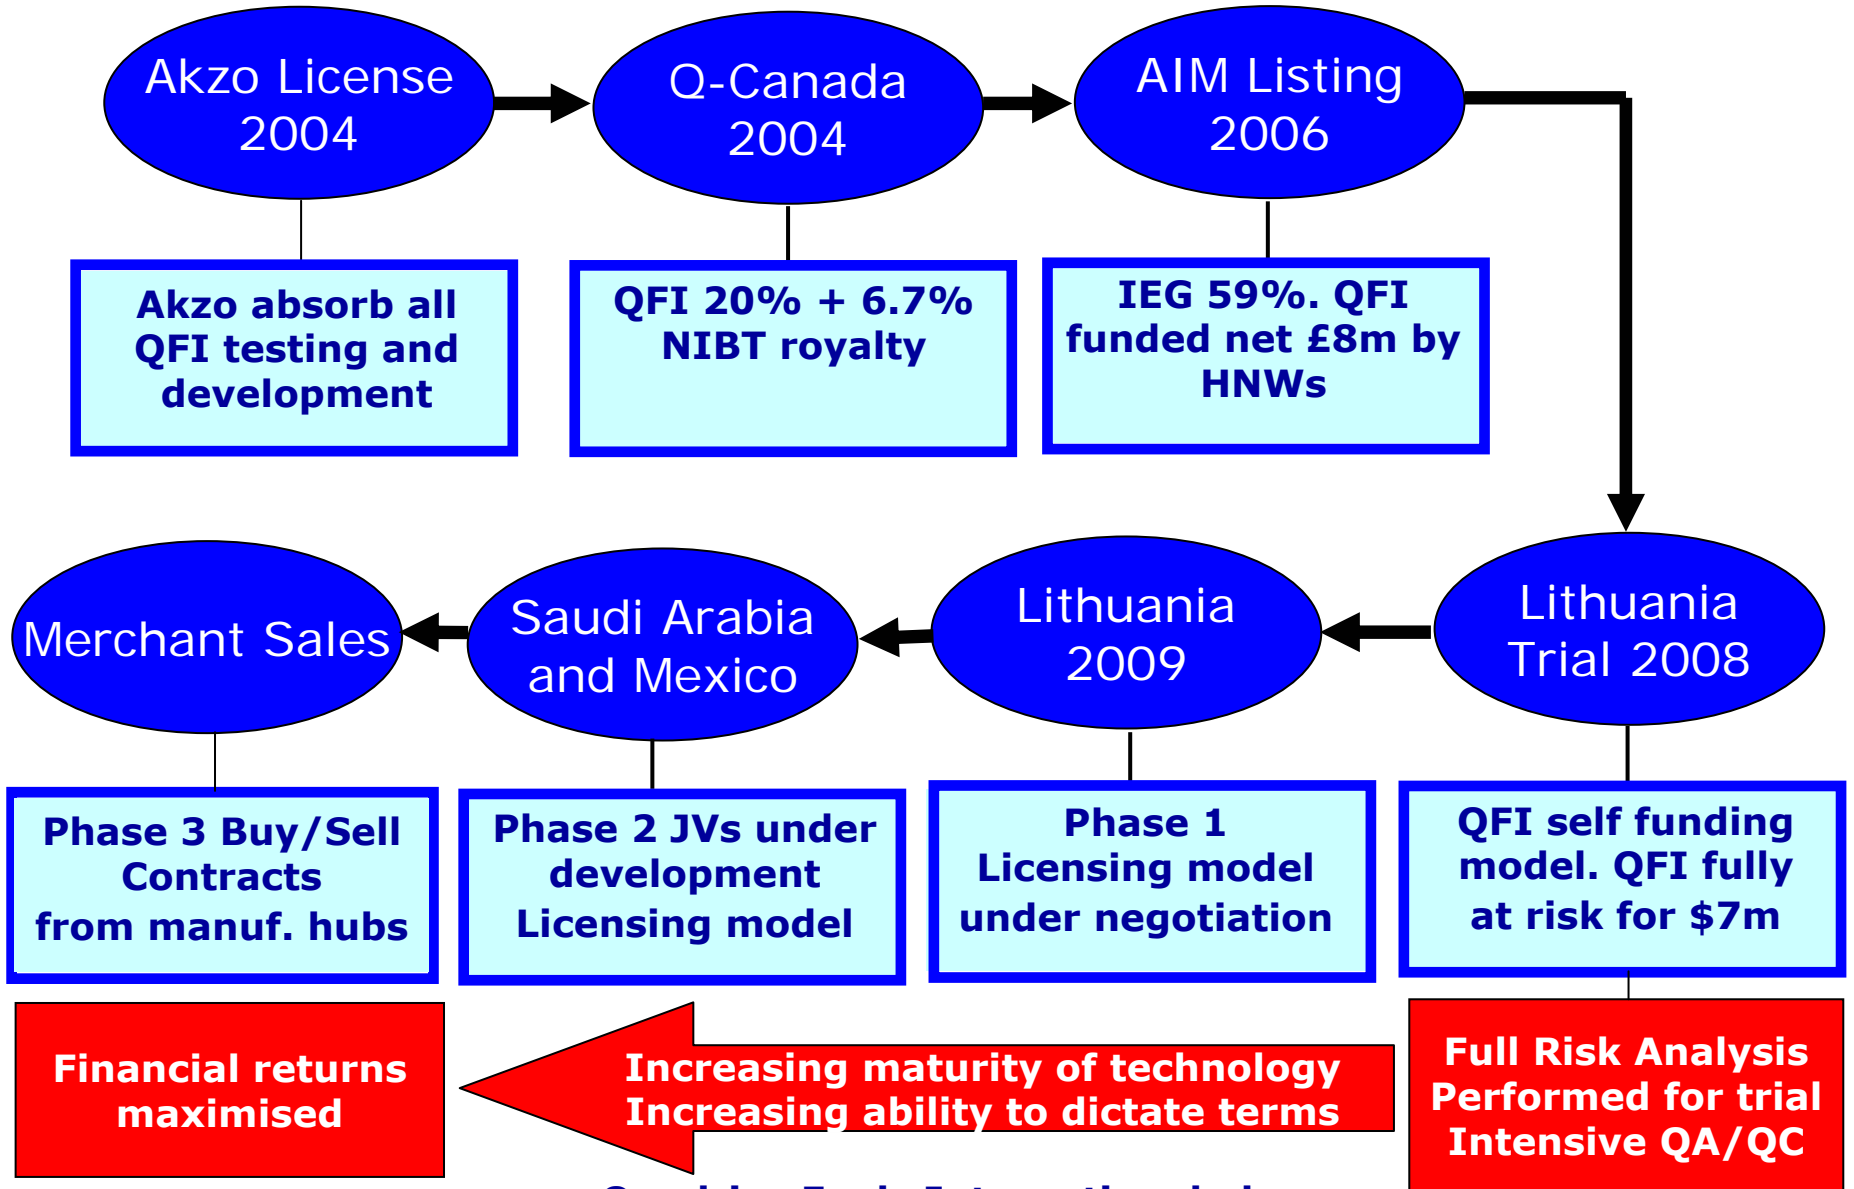 Akzo License
2004
Q-Canada
2004
AIM Listing
2006
Akzo absorb all
QFI testing and
development
QFI 20% + 6.7%
NIBT royalty
IEG 59%. QFI
funded net £8m by
HNWs
Merchant Sales
Saudi Arabia
and Mexico
Lithuania
2009
Lithuania
Trial 2008
Phase 3 Buy/Sell
Contracts
from manuf. hubs
Phase 2 JVs under
development
Licensing model
Phase 1
Licensing model
under negotiation
QFI self funding
model. QFI fully
at risk for $7m
Financial returns
maximised
Increasing maturity of technology
Increasing ability to dictate terms
Full Risk Analysis
Performed for trial
Intensive QA/QC